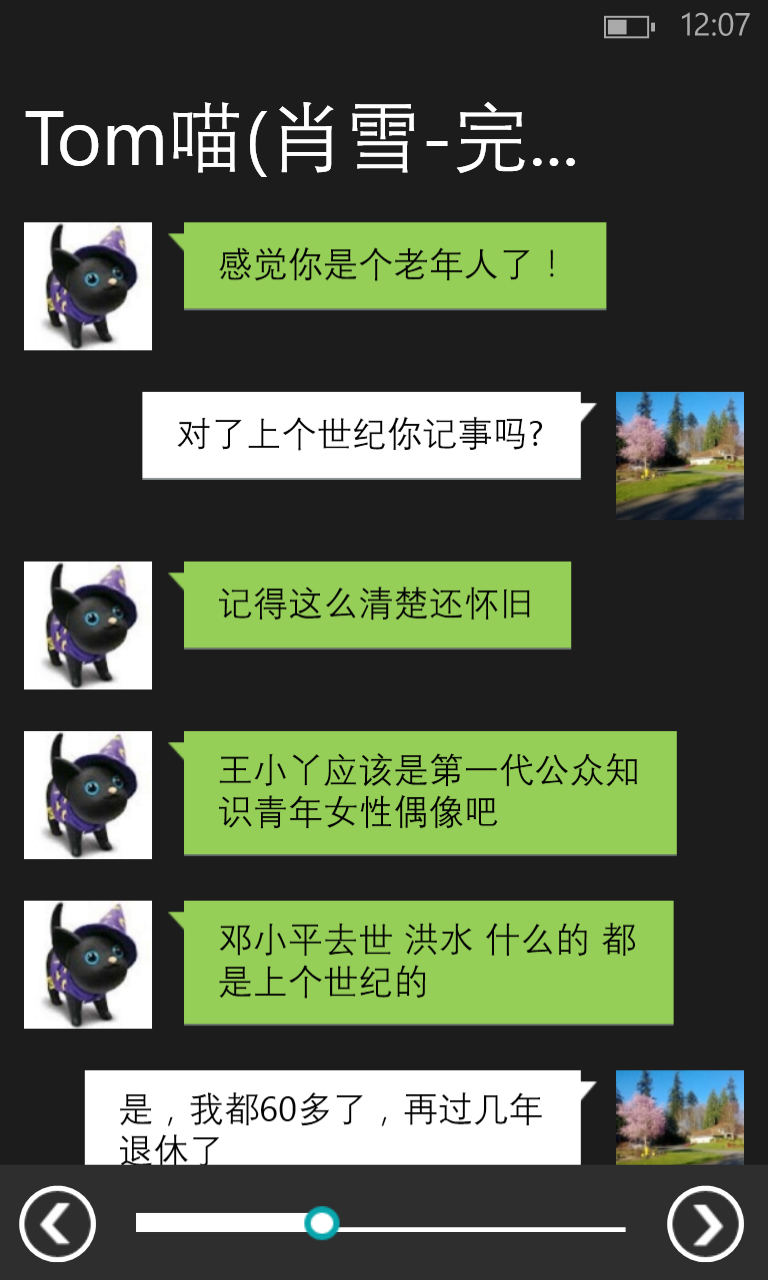 12:07
Tom喵(肖雪-完...
感觉你是个老年人了！
对了上个世纪你记事吗?
记得这么清楚还怀旧
王小丫应该是第一代公众知
识青年女性偶像吧
邓小平去世 洪水 什么的 都
是上个世纪的
是，我都60多了，再过几年
退休了